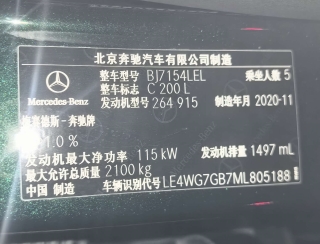 北京奔驰汽车有限公司制造
整车型号 BJ7154LEL 乘坐人数 5
整车标志 C 200 L
发动机型号 264 915 制造年月 2020-11
Mercedes-Benz
梅赛德斯-奔驰牌
51.0 %
发动机最大净功率 115 kW 发动机排量 1497 mL
最大允许总质量 2100 kg
中国 制造 车辆识别代号 LE4WG7GB7ML805188